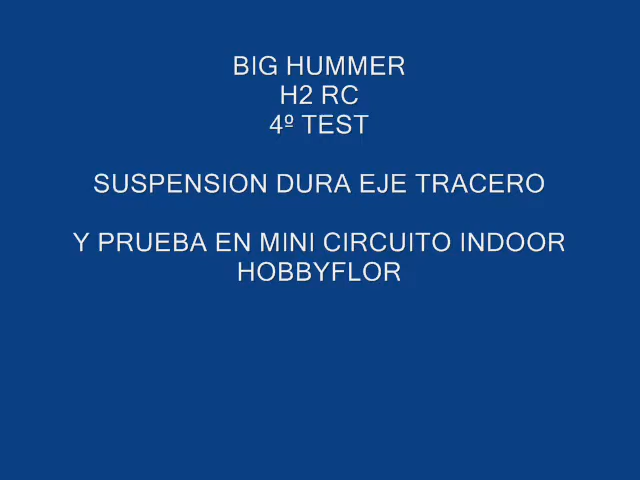 BIG HUMMER
H2 RC
4º TEST
SUSPENSION DURA EJE TRACERO
Y PRUEBA EN MINI CIRCUITO INDOOR
HOBBYFLOR